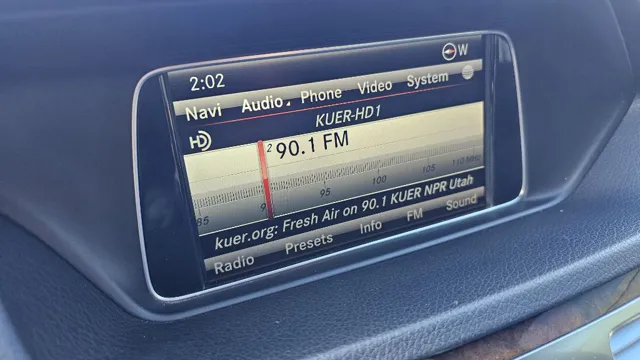 2:02 W
Navi Audio Phone Video System
KUER-HD1
HD
2 90.1 FM
85 90 95 100 105 110 MHz
kuer.org: Fresh Air on 90.1 KUER NPR Utah
Radio Presets Info FM Sound